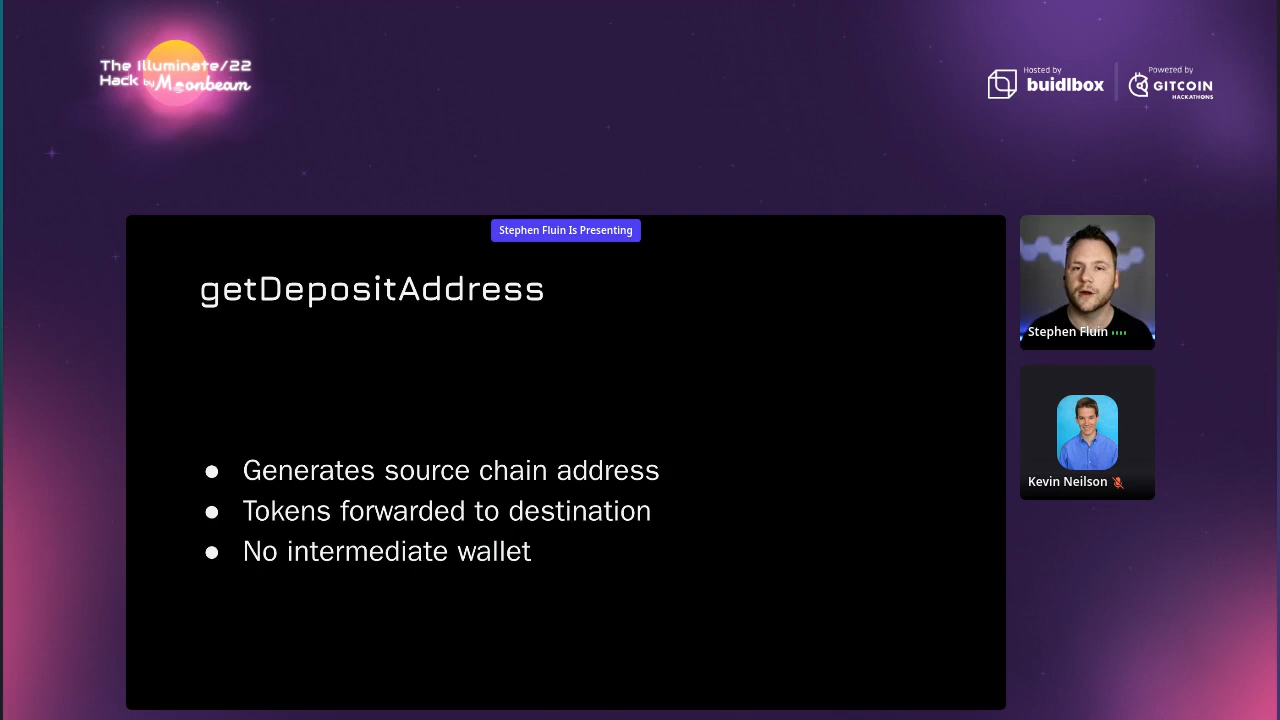 The Illuminate/22
Hack by Moonbeam
Hosted by
buidlbox
Powered by
GITCOIN
HACKATHONS
Stephen Fluin Is Presenting
getDepositAddress
● Generates source chain address
● Tokens forwarded to destination
● No intermediate wallet
Stephen Fluin
Kevin Neilson